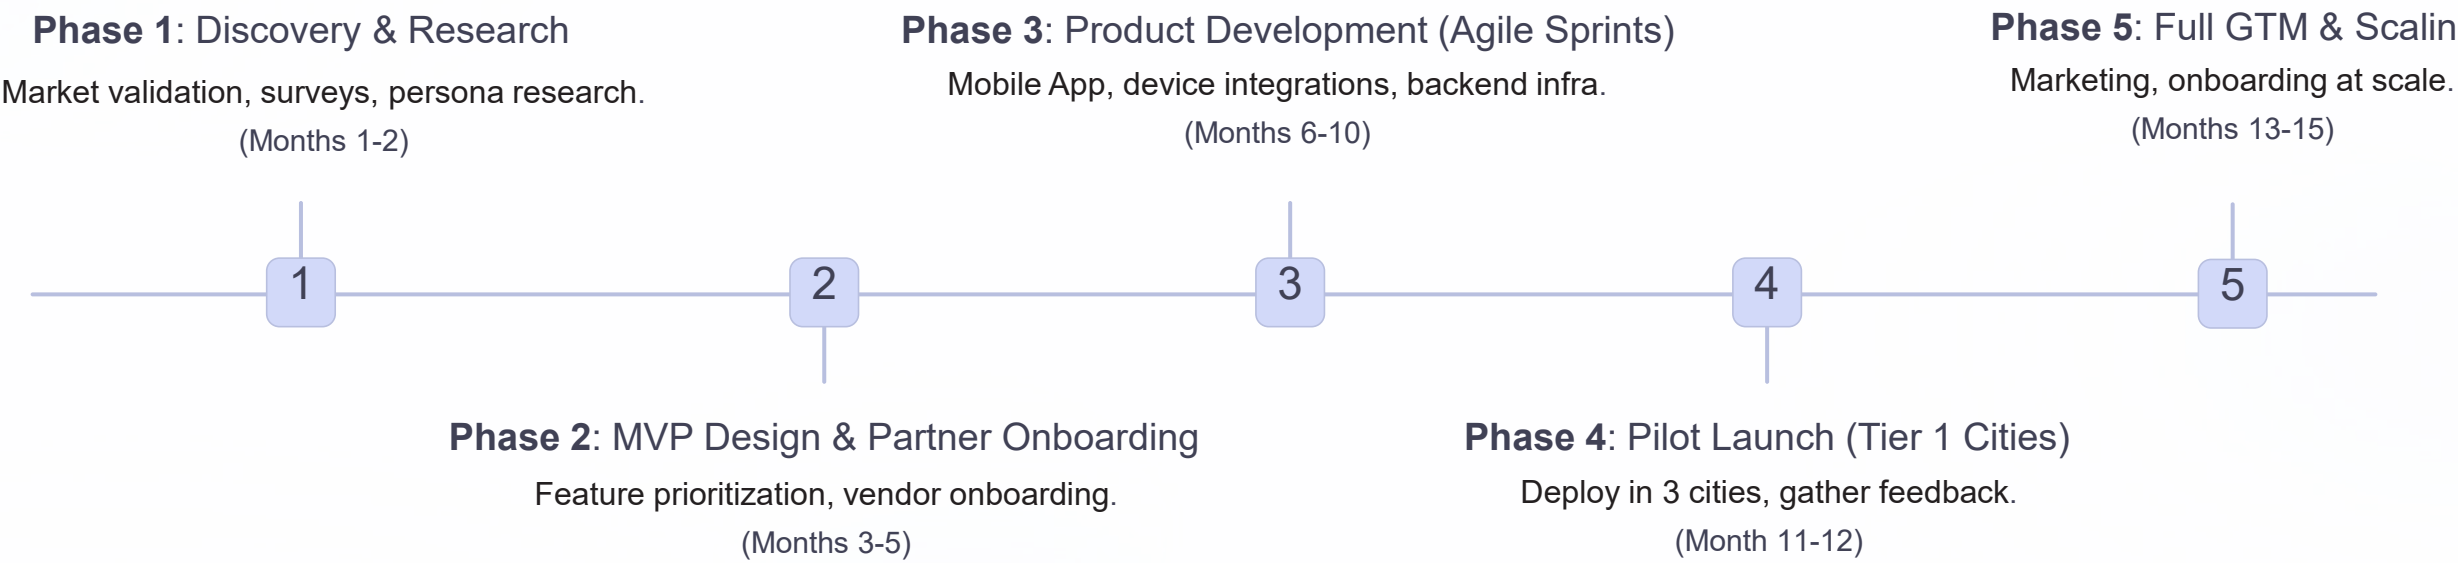 Phase 1: Discovery & Research
Market validation, surveys, persona research.
(Months 1-2)
Phase 3: Product Development (Agile Sprints)
Mobile App, device integrations, backend infra.
(Months 6-10)
Phase 5: Full GTM & Scalin
Marketing, onboarding at scale.
(Months 13-15)
1
2
3
4
5
Phase 2: MVP Design & Partner Onboarding
Feature prioritization, vendor onboarding.
(Months 3-5)
Phase 4: Pilot Launch (Tier 1 Cities)
Deploy in 3 cities, gather feedback.
(Month 11-12)